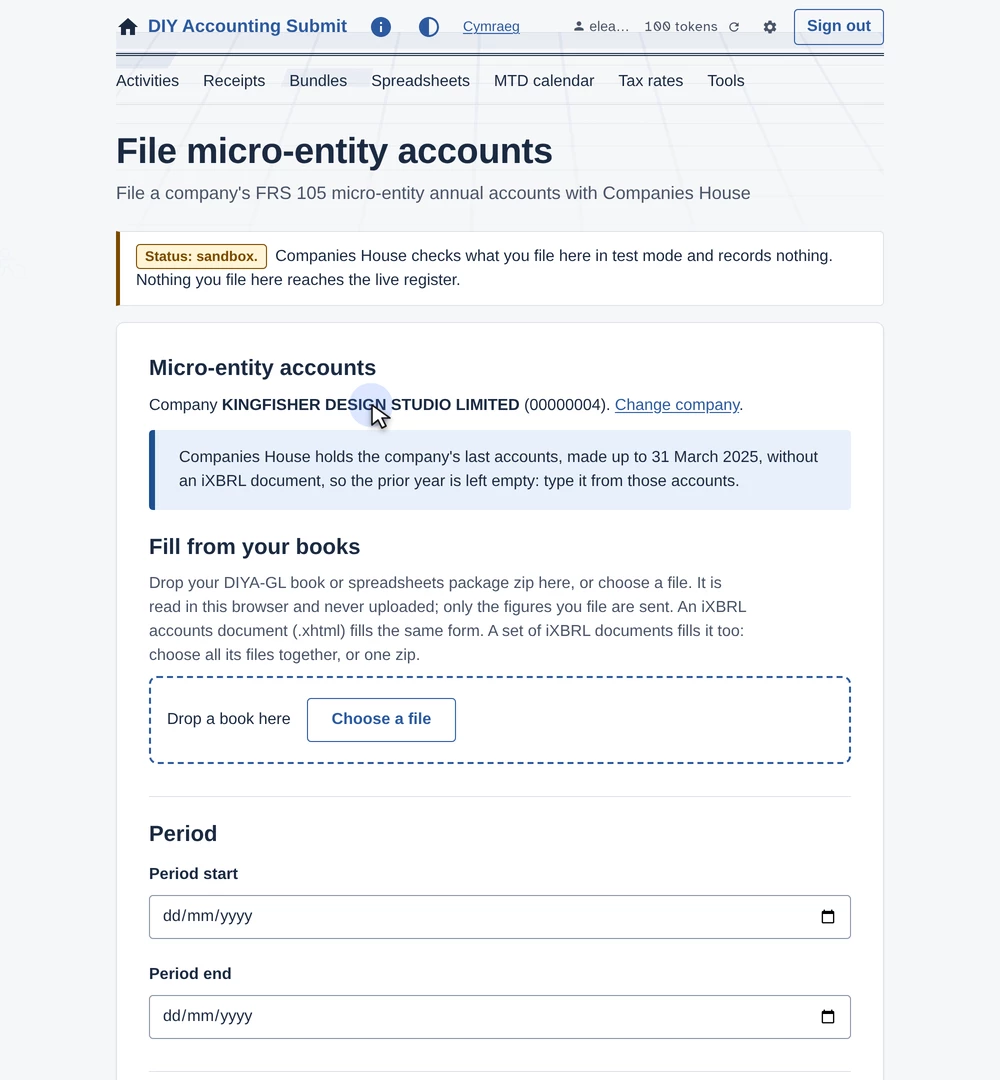 DIY Accounting Submit
Cymraeg
elea...
100 tokens
Sign out
Activities
Receipts
Bundles
Spreadsheets
MTD calendar
Tax rates
Tools
File micro-entity accounts
File a company's FRS 105 micro-entity annual accounts with Companies House
Status: sandbox. Companies House checks what you file here in test mode and records nothing.
Nothing you file here reaches the live register.
Micro-entity accounts
Company KINGFISHER DESIGN STUDIO LIMITED (00000004). Change company.
Companies House holds the company's last accounts, made up to 31 March 2025, without
an iXBRL document, so the prior year is left empty: type it from those accounts.
Fill from your books
Drop your DIYA-GL book or spreadsheets package zip here, or choose a file. It is
read in this browser and never uploaded; only the figures you file are sent. An iXBRL
accounts document (.xhtml) fills the same form. A set of iXBRL documents fills it too:
choose all its files together, or one zip.
Drop a book here
Choose a file
Period
Period start
dd/mm/yyyy
Period end
dd/mm/yyyy